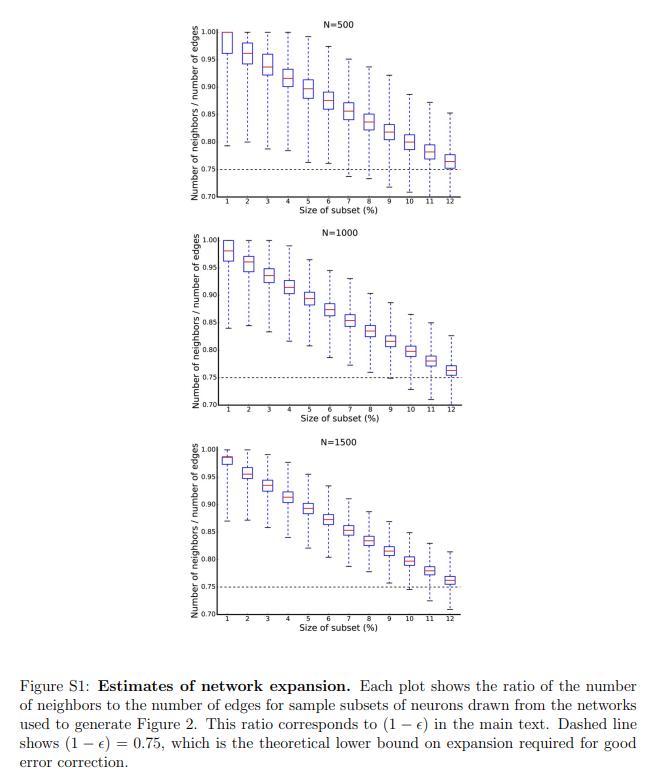 N=500
Number of neighbors / number of edges
1.00
0.95
0.90
0.85
0.80
0.75
0.70
1 2 3 4 5 6 7 8 9 10 11 12
Size of subset (%)
N=1000
Number of neighbors / number of edges
1.00
0.95
0.90
0.85
0.80
0.75
0.70
1 2 3 4 5 6 7 8 9 10 11 12
Size of subset (%)
N=1500
Number of neighbors / number of edges
1.00
0.95
0.90
0.85
0.80
0.75
0.70
1 2 3 4 5 6 7 8 9 10 11 12
Size of subset (%)
Figure S1: Estimates of network expansion. Each plot shows the ratio of the number
of neighbors to the number of edges for sample subsets of neurons drawn from the networks
used to generate Figure 2. This ratio corresponds to (1 − ϵ) in the main text. Dashed line
shows (1 − ϵ) = 0.75, which is the theoretical lower bound on expansion required for good
error correction.